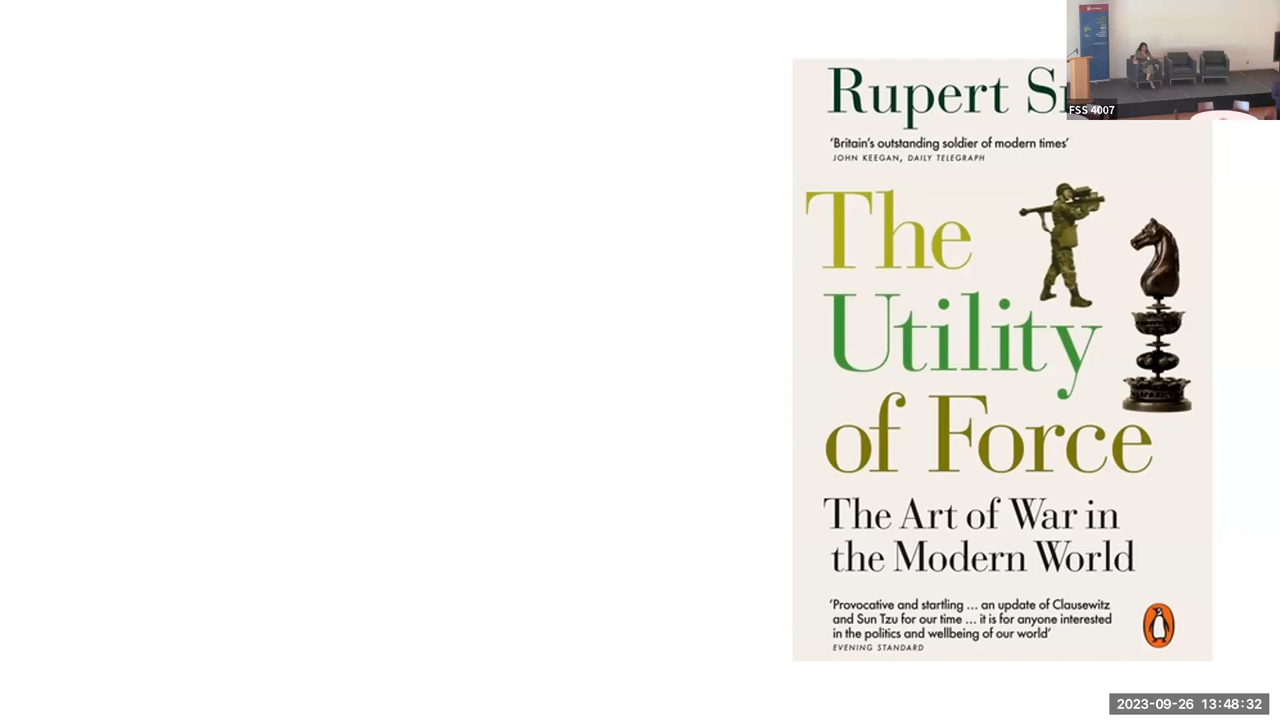 Rupert
FSS 4007
'Britain's outstanding soldier of modern times'
JOHN KEEGAN, DAILY TELEGRAPH
The
Utility
of Force
The Art of War in
the Modern World
'Provocative and startling ... an update of Clausewitz
and Sun Tzu for our time ... it is for anyone interested
in the politics and wellbeing of our world'
EVENING STANDARD
2023-09-26 13:48:32